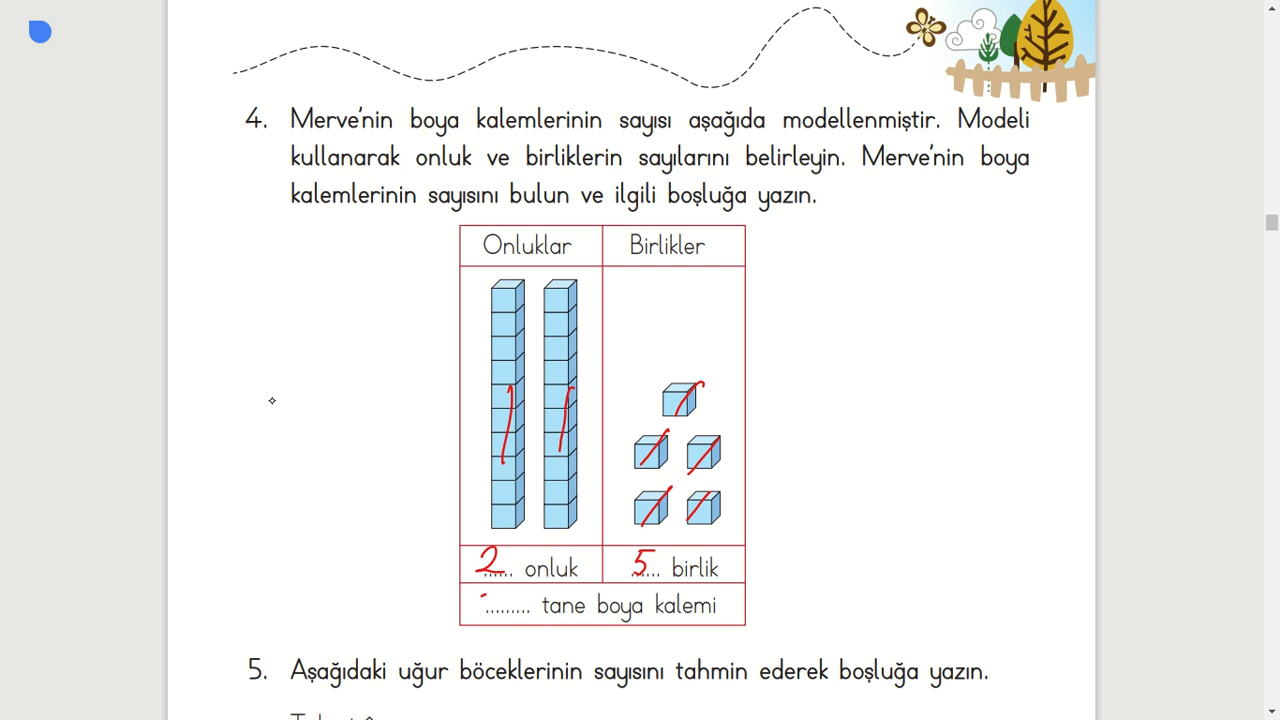 4. Merve'nin boya kalemlerinin sayısı aşağıda modellenmiştir. Modeli
kullanarak onluk ve birliklerin sayılarını belirleyin. Merve'nin boya
kalemlerinin sayısını bulun ve ilgili boşluğa yazın.
Onluklar Birlikler
2 onluk 5 birlik
......... tane boya kalemi
5. Aşağıdaki uğur böceklerinin sayısını tahmin ederek boşluğa yazın.